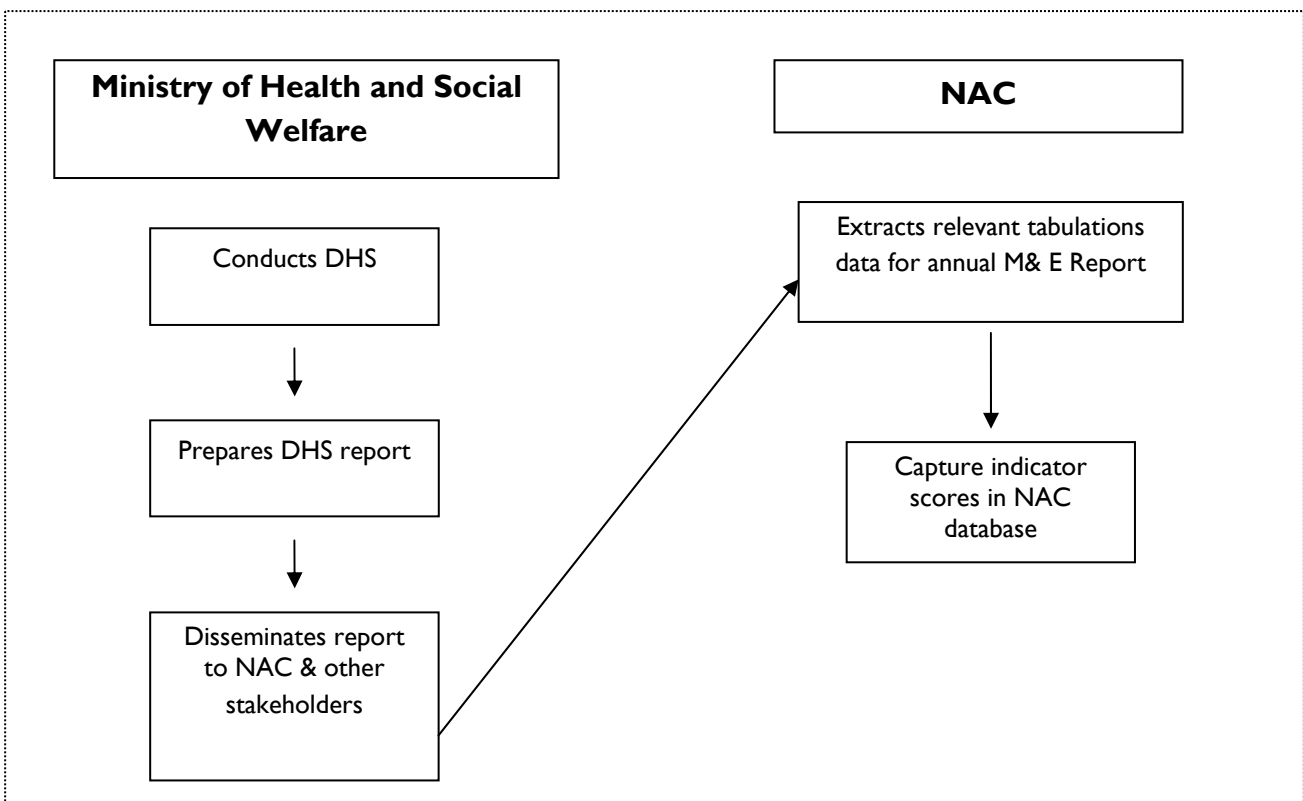 Ministry of Health and Social
Welfare
Conducts DHS
Prepares DHS report
Disseminates report
to NAC & other
stakeholders
NAC
Extracts relevant tabulations
data for annual M& E Report
Capture indicator
scores in NAC
database